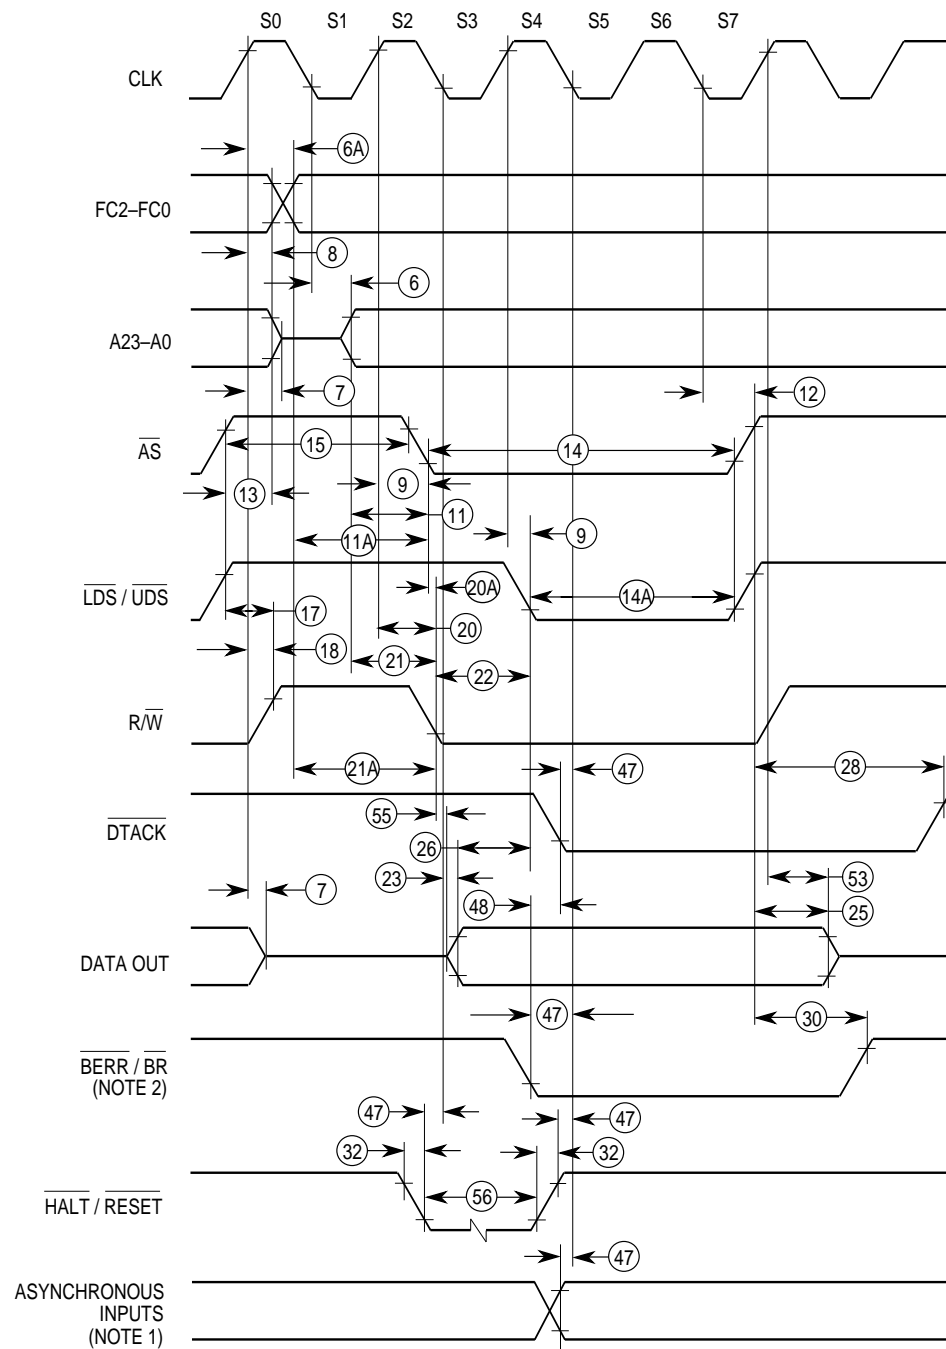 S0 S1 S2 S3 S4 S5 S6 S7
CLK
6A
FC2–FC0
8
6
A23–A0
7
12
AS
15
14
9
13
11
11A
9
LDS / UDS
20A
14A
17
20
18
21
22
R/W
21A
47
28
55
DTACK
26
23
53
7
48
25
DATA OUT
47
30
BERR / BR
(NOTE 2)
47
47
32
32
HALT / RESET
56
47
ASYNCHRONOUS
INPUTS
(NOTE 1)